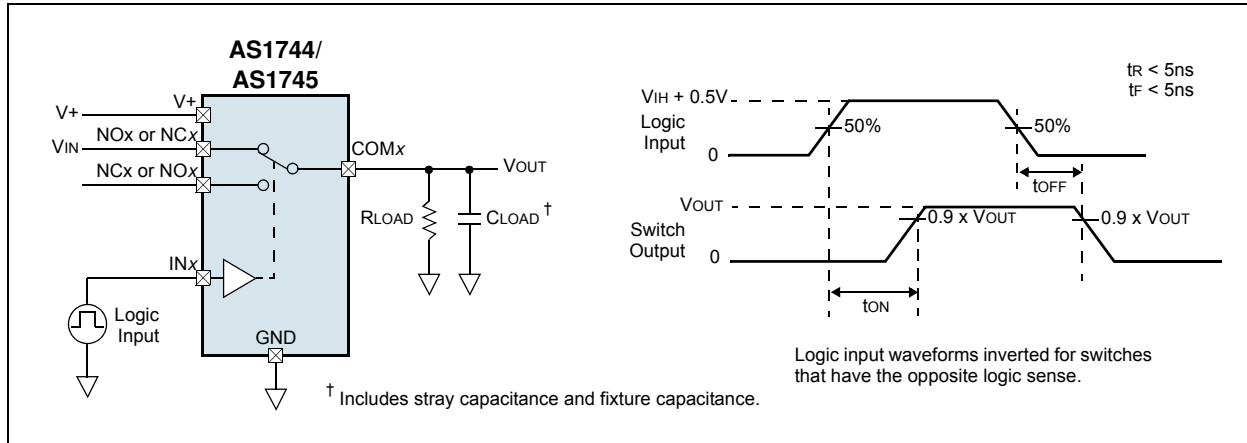 AS1744/
AS1745
V+
V+
NOx or NCx
VIN
NCx or NOx
COMx
VOUT
RLOAD
CLOAD †
INx
Logic
Input
GND
† Includes stray capacitance and fixture capacitance.
tR < 5ns
tF < 5ns
VIH + 0.5V
Logic
Input
0
50%
50%
tOFF
VOUT
Switch
Output
0
0.9 x VOUT
0.9 x VOUT
tON
Logic input waveforms inverted for switches
that have the opposite logic sense.